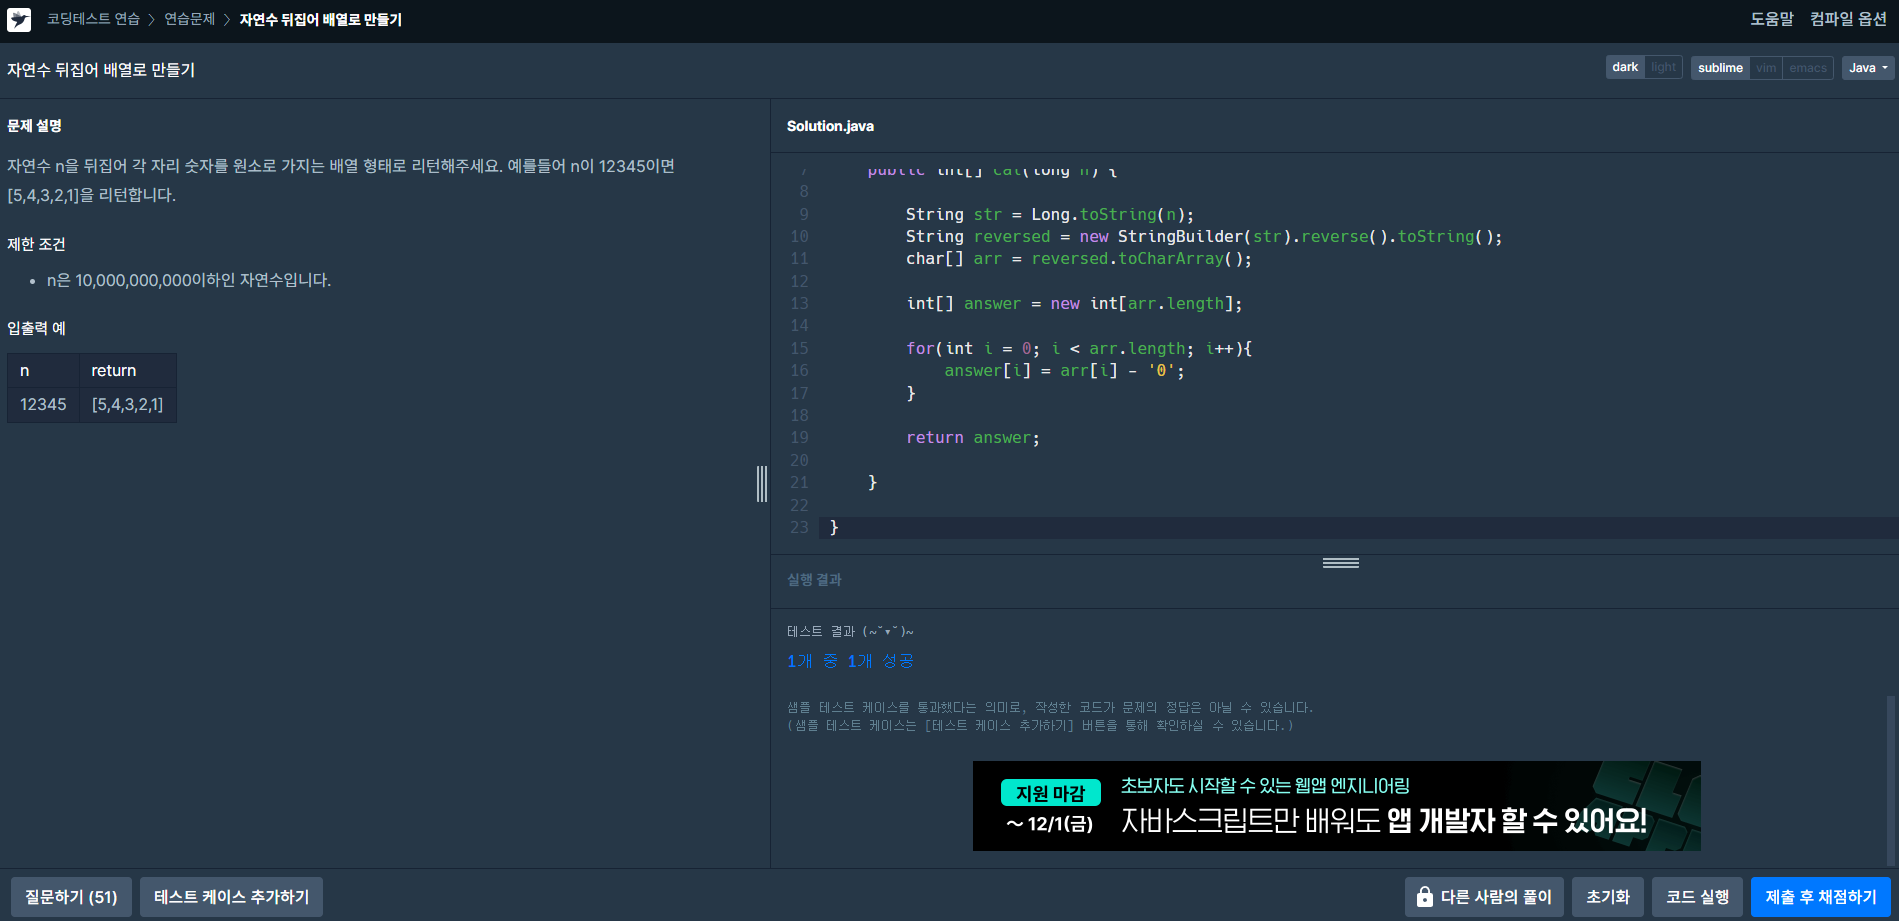 코딩테스트 연습 > 연습문제 > 자연수 뒤집어 배열로 만들기
도움말 컴파일 옵션
자연수 뒤집어 배열로 만들기
dark light sublime vim emacs Java
문제 설명
자연수 n을 뒤집어 각 자리 숫자를 원소로 가지는 배열 형태로 리턴해주세요. 예를들어 n이 12345이면
[5,4,3,2,1]을 리턴합니다.
제한 조건
• n은 10,000,000,000이하인 자연수입니다.
입출력 예
n return
12345 [5,4,3,2,1]
Solution.java
7 public int[] cal(long n) {
8
9 String str = Long.toString(n);
10 String reversed = new StringBuilder(str).reverse().toString();
11 char[] arr = reversed.toCharArray();
12
13 int[] answer = new int[arr.length];
14
15 for(int i = 0; i < arr.length; i++){
16 answer[i] = arr[i] - '0';
17 }
18
19 return answer;
20
21 }
22
23 }
실행 결과
테스트 결과 (~˘▾˘)~
1개 중 1개 성공
샘플 테스트 케이스를 통과했다는 의미로, 작성한 코드가 문제의 정답은 아닐 수 있습니다.
(샘플 테스트 케이스는 [테스트 케이스 추가하기] 버튼을 통해 확인하실 수 있습니다.)
지원 마감
~ 12/1(금)
초보자도 시작할 수 있는 웹앱 엔지니어링
자바스크립트만 배워도 앱 개발자 할 수 있어요!
질문하기 (51) 테스트 케이스 추가하기
다른 사람의 풀이 초기화 코드 실행 제출 후 채점하기